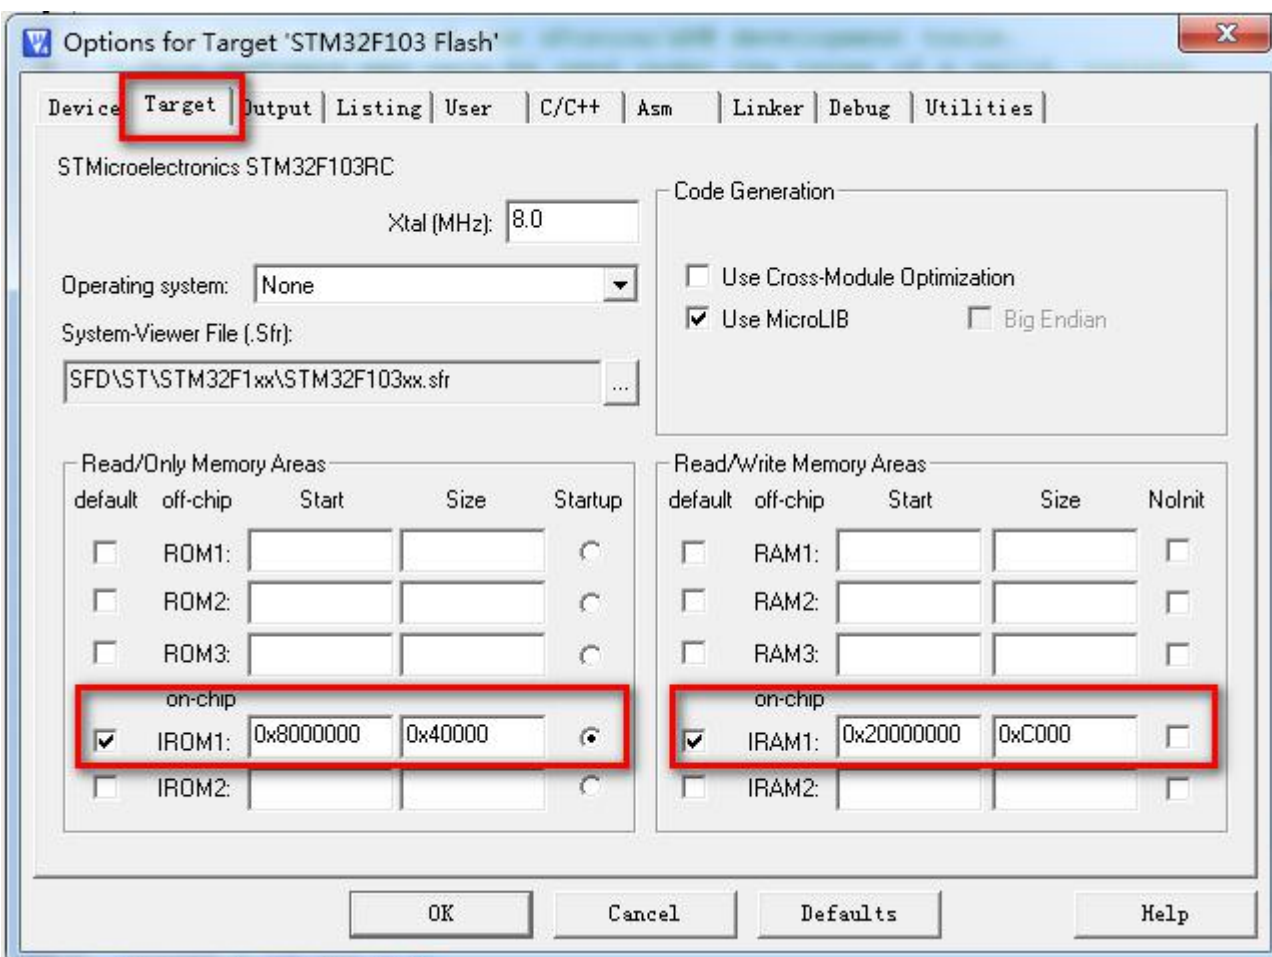 Options for Target 'STM32F103 Flash'
Device Target Output Listing User C/C++ Asm Linker Debug Utilities
STMicroelectronics STM32F103RC
Xtal (MHz): 8.0
Operating system: None
System-Viewer File (.Sfr):
SFD\ST\STM32F1xx\STM32F103xx.sfr ...
Code Generation
Use Cross-Module Optimization
Use MicroLIB Big Endian
Read/Only Memory Areas
default off-chip Start Size Startup
ROM1:
ROM2:
ROM3:
on-chip
IROM1: 0x8000000 0x40000
IROM2:
Read/Write Memory Areas
default off-chip Start Size NoInit
RAM1:
RAM2:
RAM3:
on-chip
IRAM1: 0x20000000 0xC000
IRAM2:
OK Cancel Defaults Help